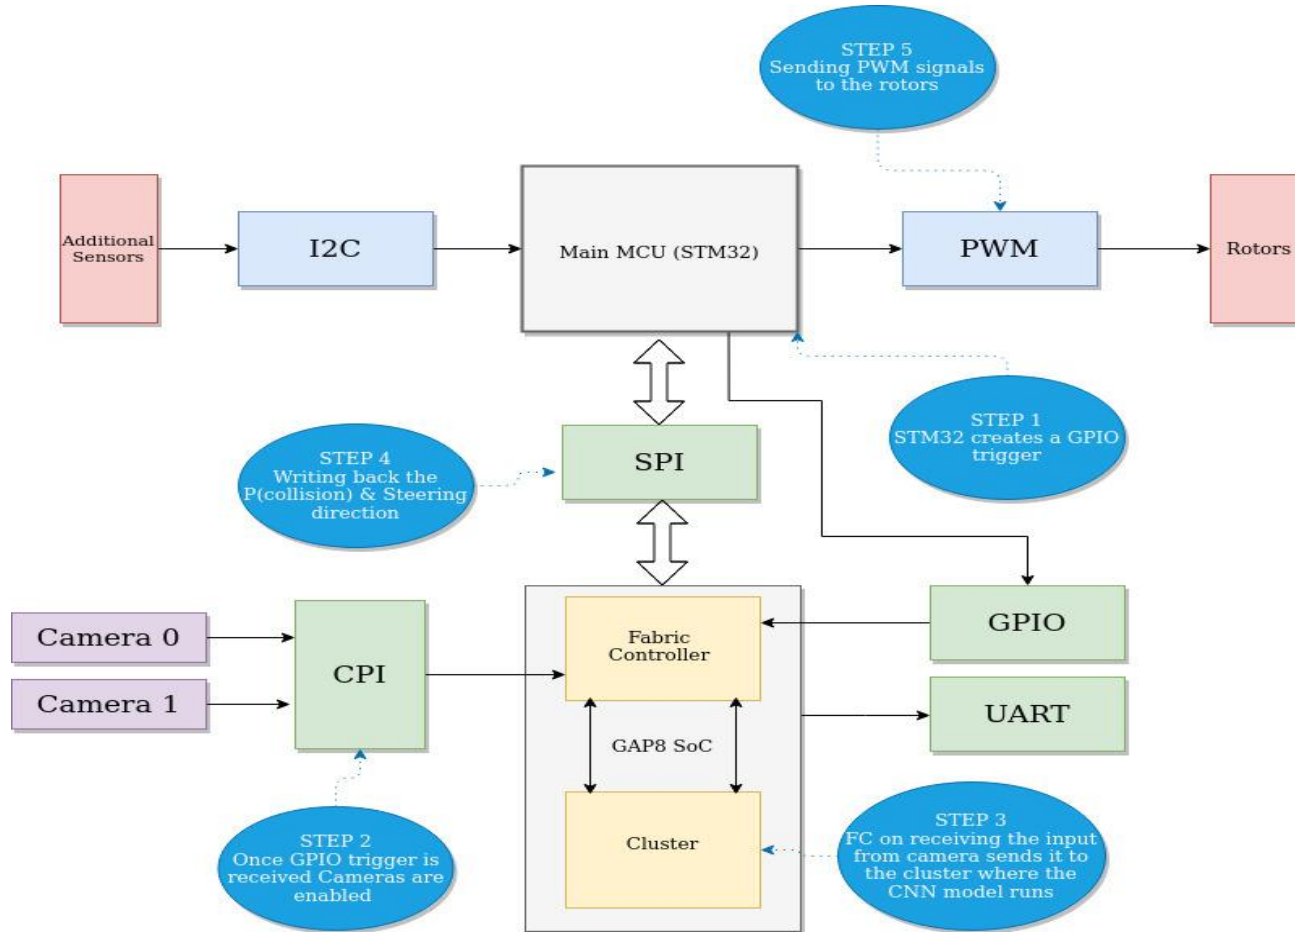 STEP 5
Sending PWM signals
to the rotors
Additional
Sensors
I2C
Main MCU (STM32)
PWM
Rotors
STEP 1
STM32 creates a GPIO
trigger
STEP 4
Writing back the
P(collision) & Steering
direction
SPI
Camera 0
Camera 1
CPI
Fabric
Controller
GAP8 SoC
Cluster
GPIO
UART
STEP 2
Once GPIO trigger is
received Cameras are
enabled
STEP 3
FC on receiving the input
from camera sends it to
the cluster where the
CNN model runs